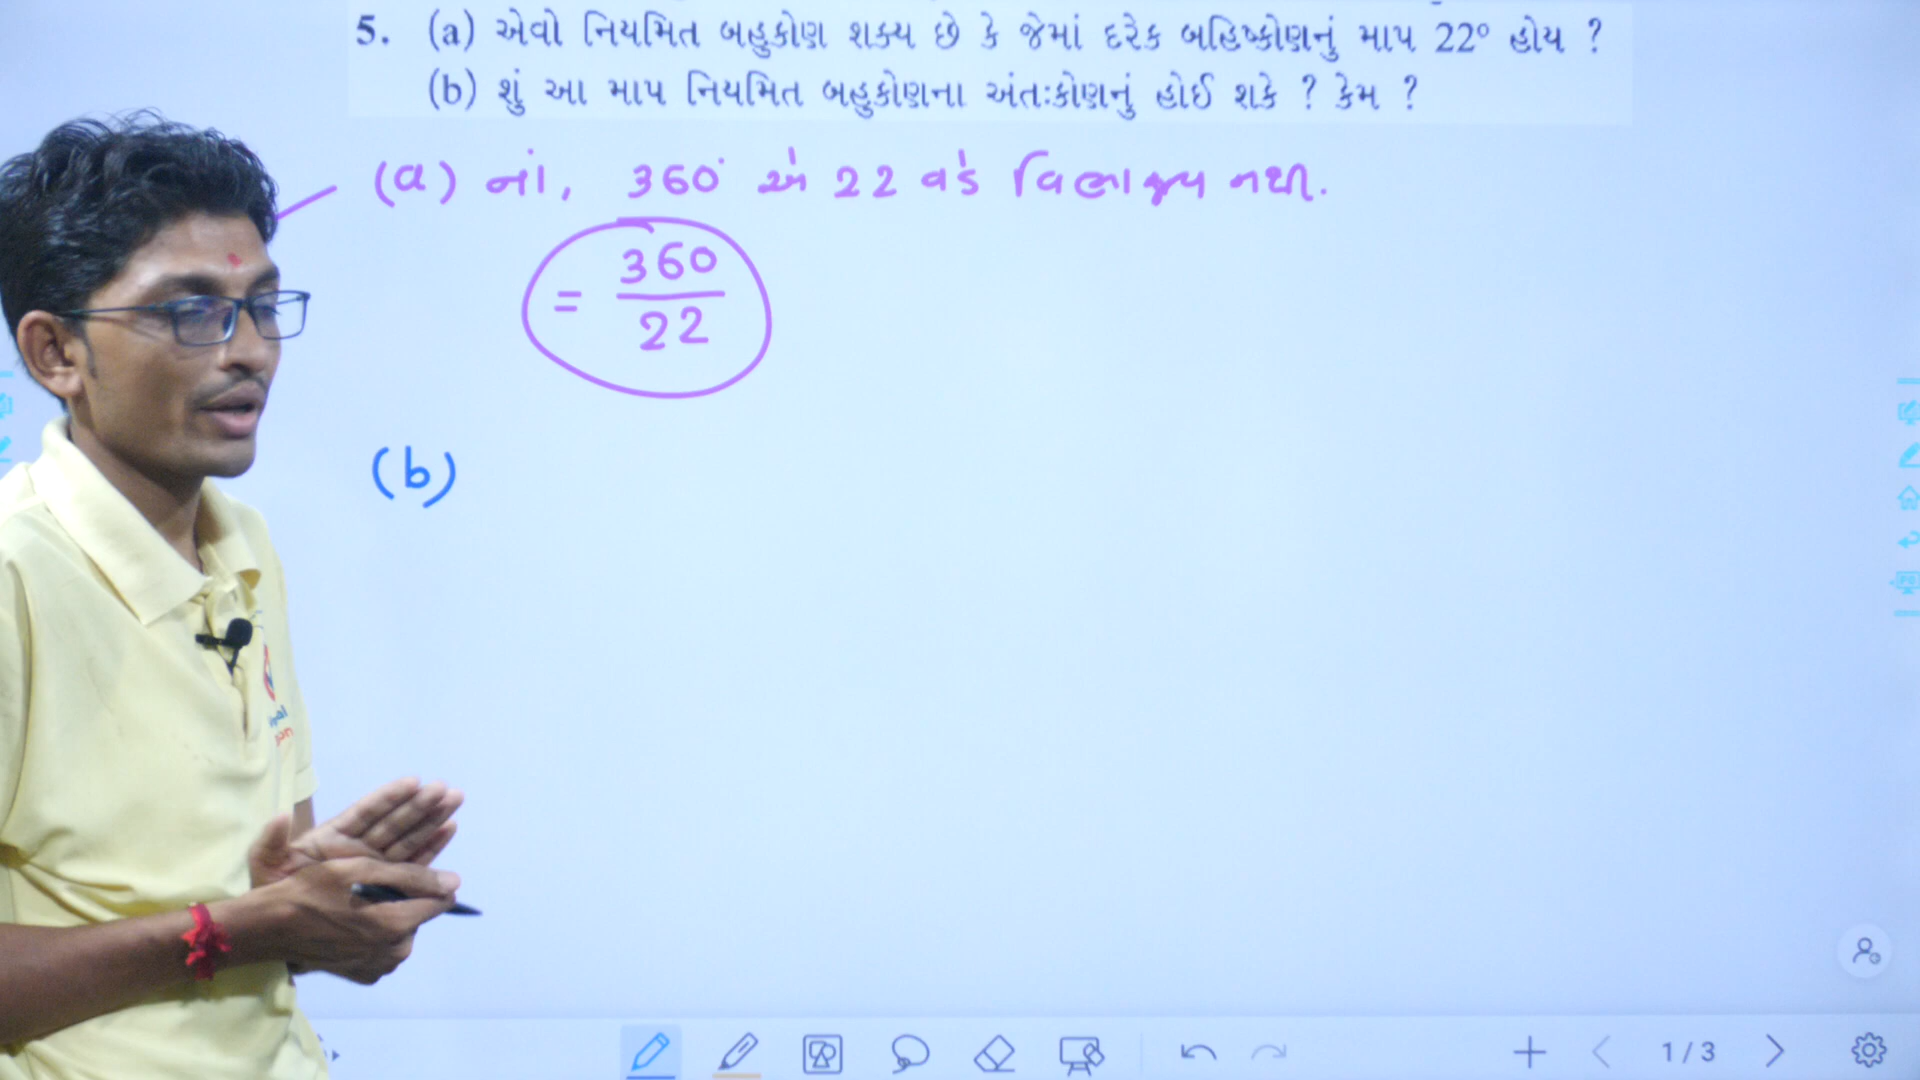 5. (a) એવો નિયમિત બહુકોણ શક્ય છે કે જેમાં દરેક બહિષ્કોણનું માપ 22° હોય ?
(b) શું આ માપ નિયમિત બહુકોણના અંતઃકોણનું હોઈ શકે ? કેમ ?
(a) નાં, 360° એ 22 વડે વિભાજ્ય નથી.
= 360/22
(b)
1/3